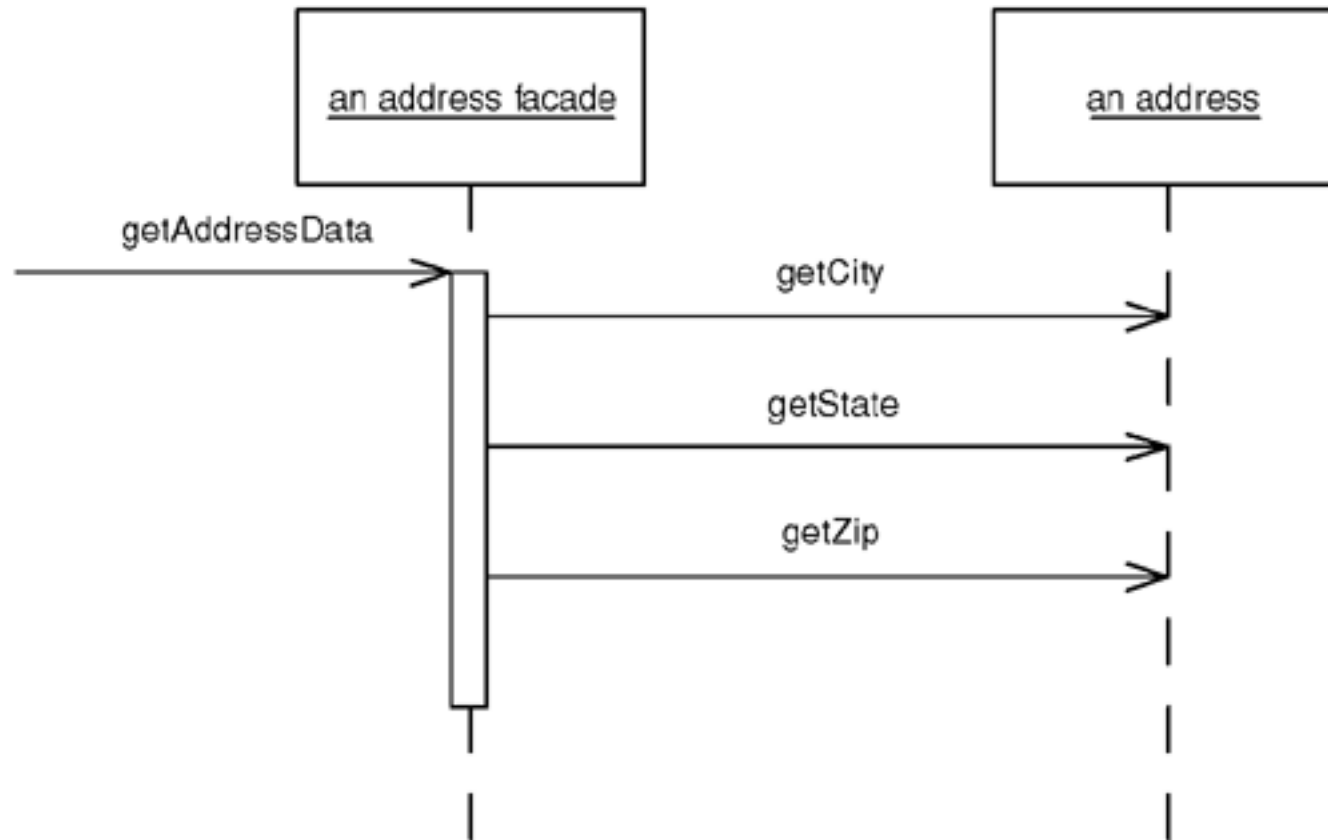 an address facade
an address
getAddressData
getCity
getState
getZip